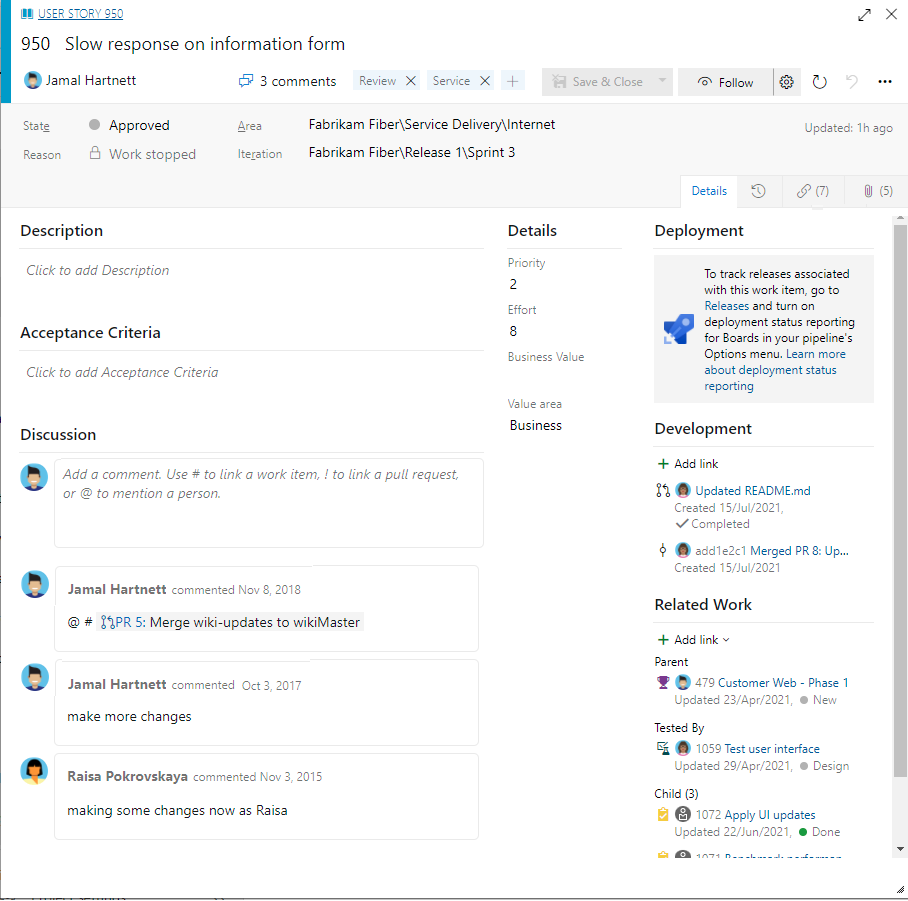 USER STORY 950
950 Slow response on information form
Jamal Hartnett
3 comments
Review
Service
Save & Close
Follow
State
Approved
Area
Fabrikam Fiber\Service Delivery\Internet
Updated: 1h ago
Reason
Work stopped
Iteration
Fabrikam Fiber\Release 1\Sprint 3
Details
(7)
(5)
Description
Click to add Description
Acceptance Criteria
Click to add Acceptance Criteria
Discussion
Add a comment. Use # to link a work item, ! to link a pull request,
or @ to mention a person.
Jamal Hartnett commented Nov 8, 2018
@ # PR 5: Merge wiki-updates to wikiMaster
Jamal Hartnett commented Oct 3, 2017
make more changes
Raisa Pokrovskaya commented Nov 3, 2015
making some changes now as Raisa
Details
Priority
2
Effort
8
Business Value
Value area
Business
Deployment
To track releases associated
with this work item, go to
Releases and turn on
deployment status reporting
for Boards in your pipeline's
Options menu. Learn more
about deployment status
reporting
Development
+ Add link
Updated README.md
Created 15/Jul/2021,
Completed
add1e2c1 Merged PR 8: Up...
Created 15/Jul/2021
Related Work
+ Add link
Parent
479 Customer Web - Phase 1
Updated 23/Apr/2021, New
Tested By
1059 Test user interface
Updated 29/Apr/2021, Design
Child (3)
1072 Apply UI updates
Updated 22/Jun/2021, Done